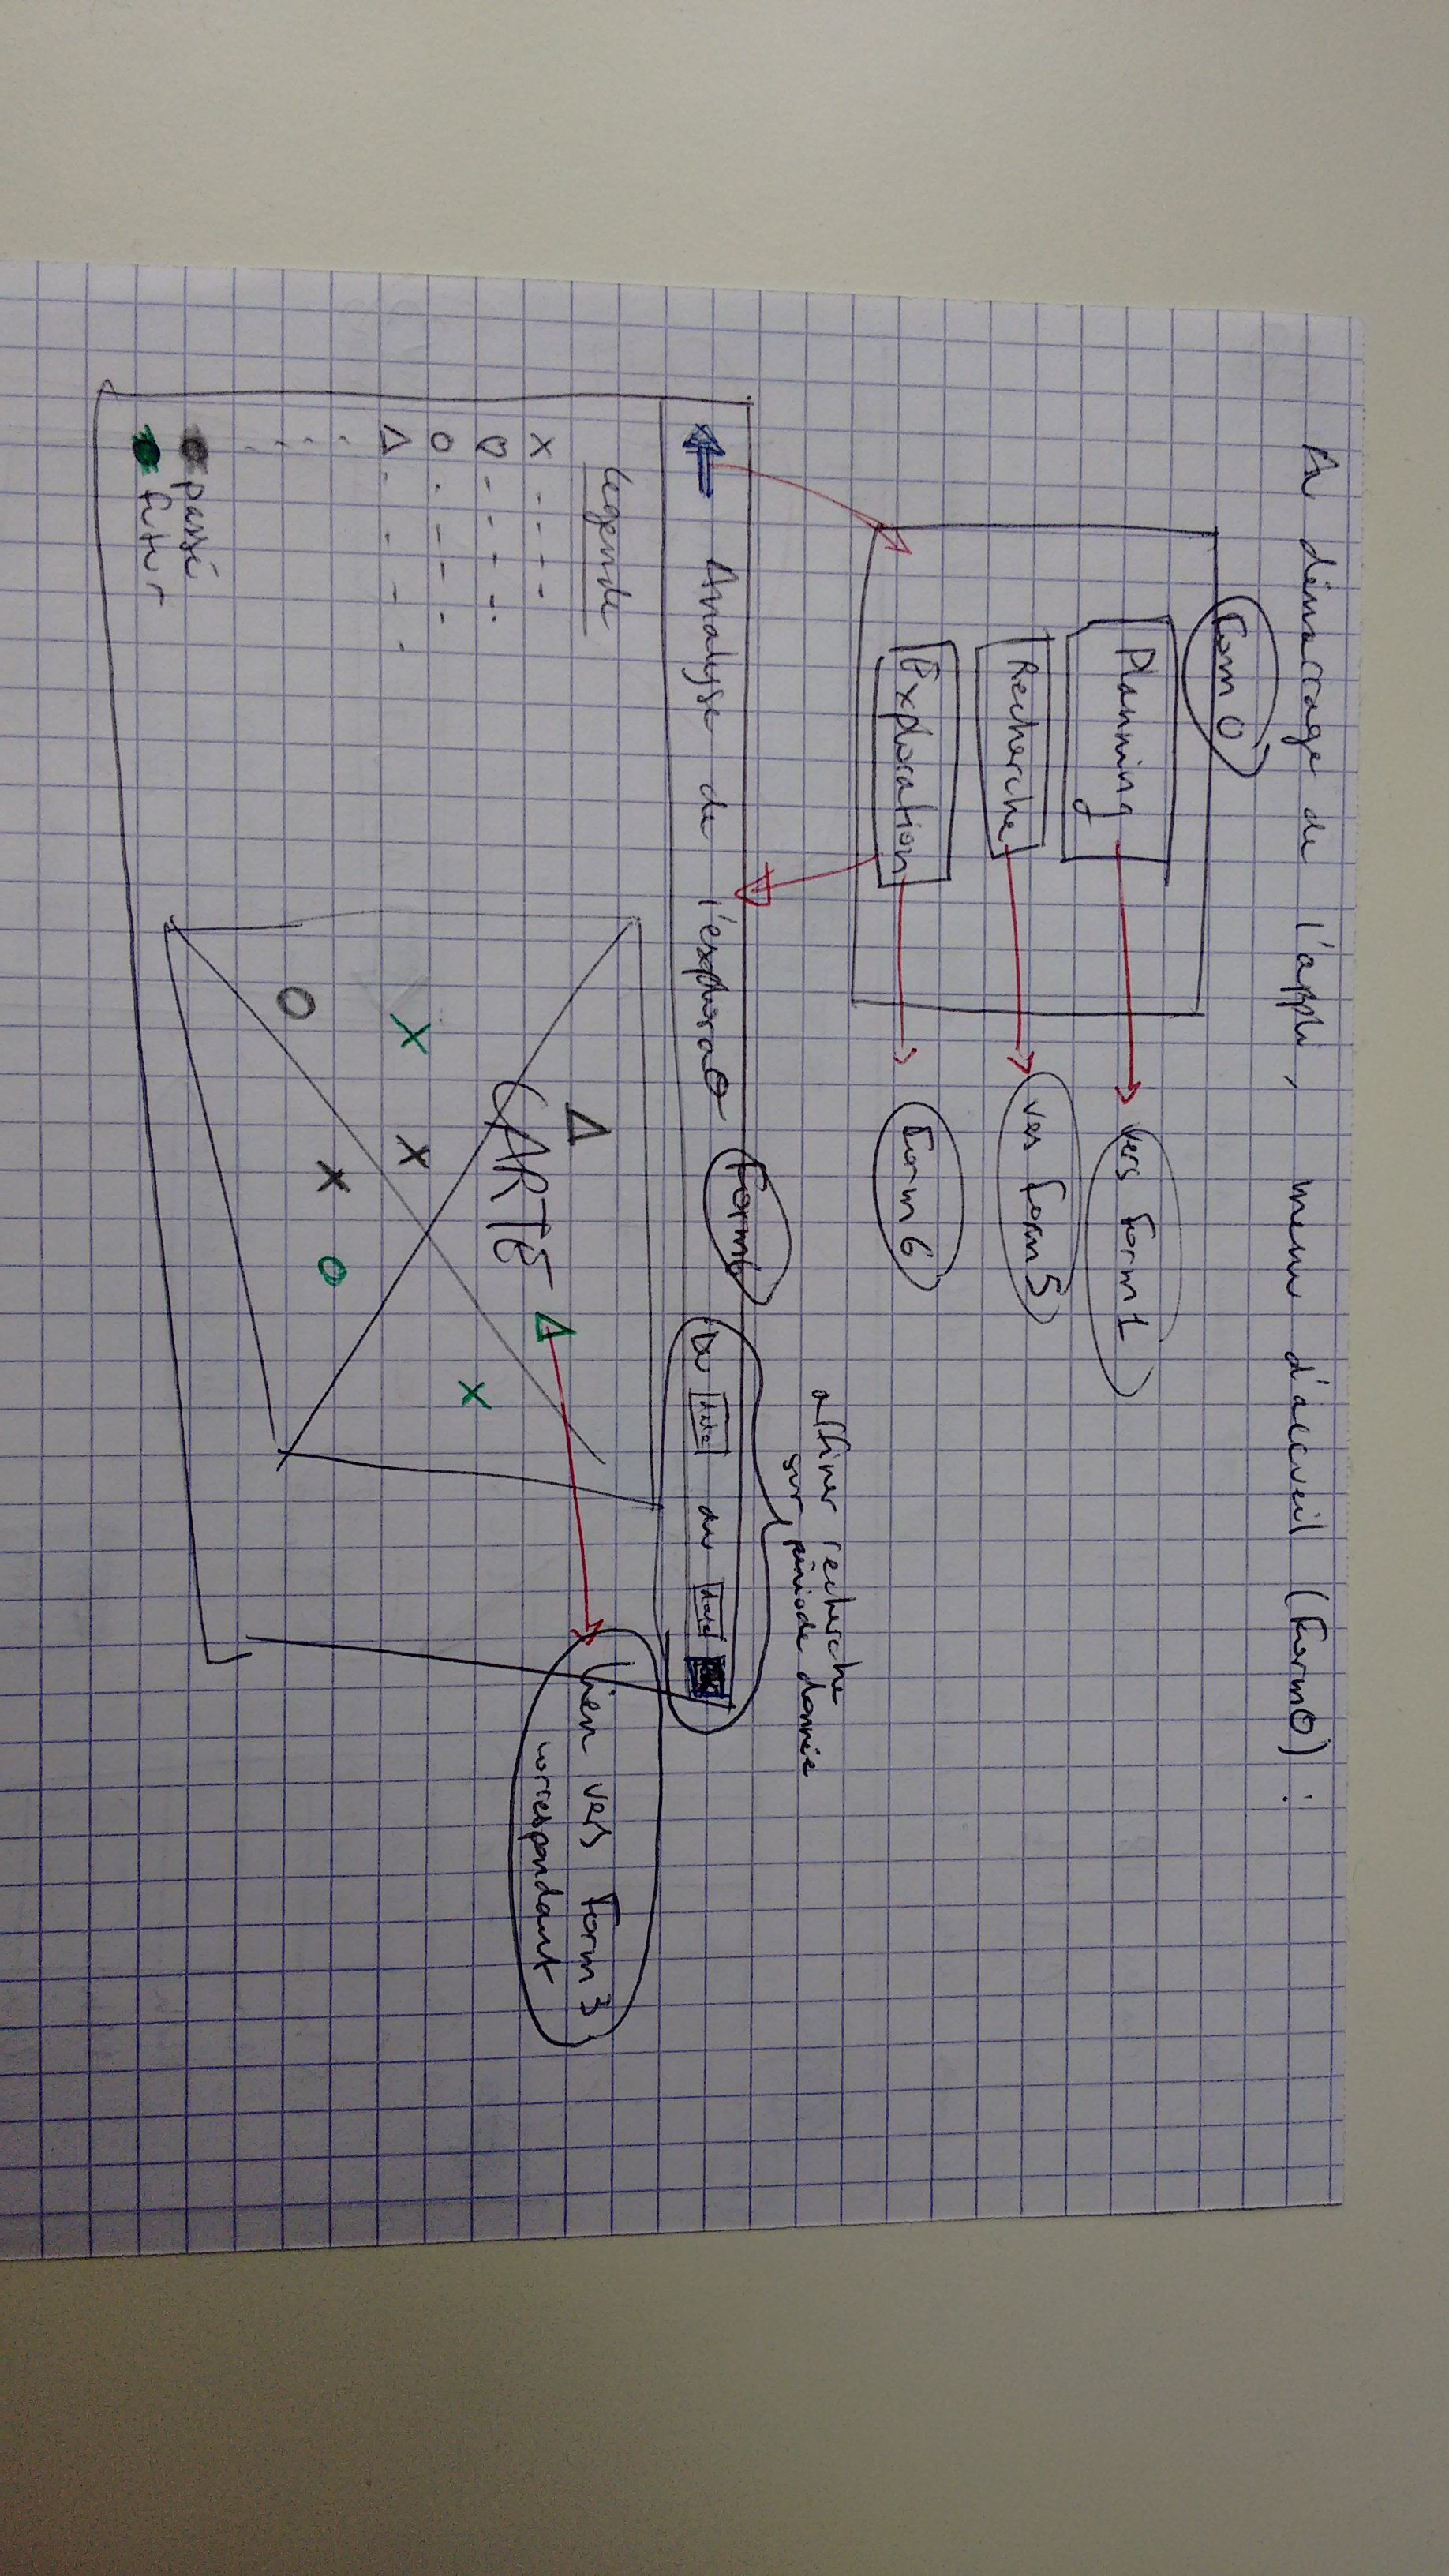 Au démarrage de l'appli, menu d'accueil (Form0) :
Form 0
Planning
vers Form 1
Recherche
vers Form 5
Exploration
Form 6
affiner recherche
sur période donnée
Analyse de l'explora
Form6
Du date au date OK
Legende
CARTE
Lien vers Form 3
correspondant
passé
futur